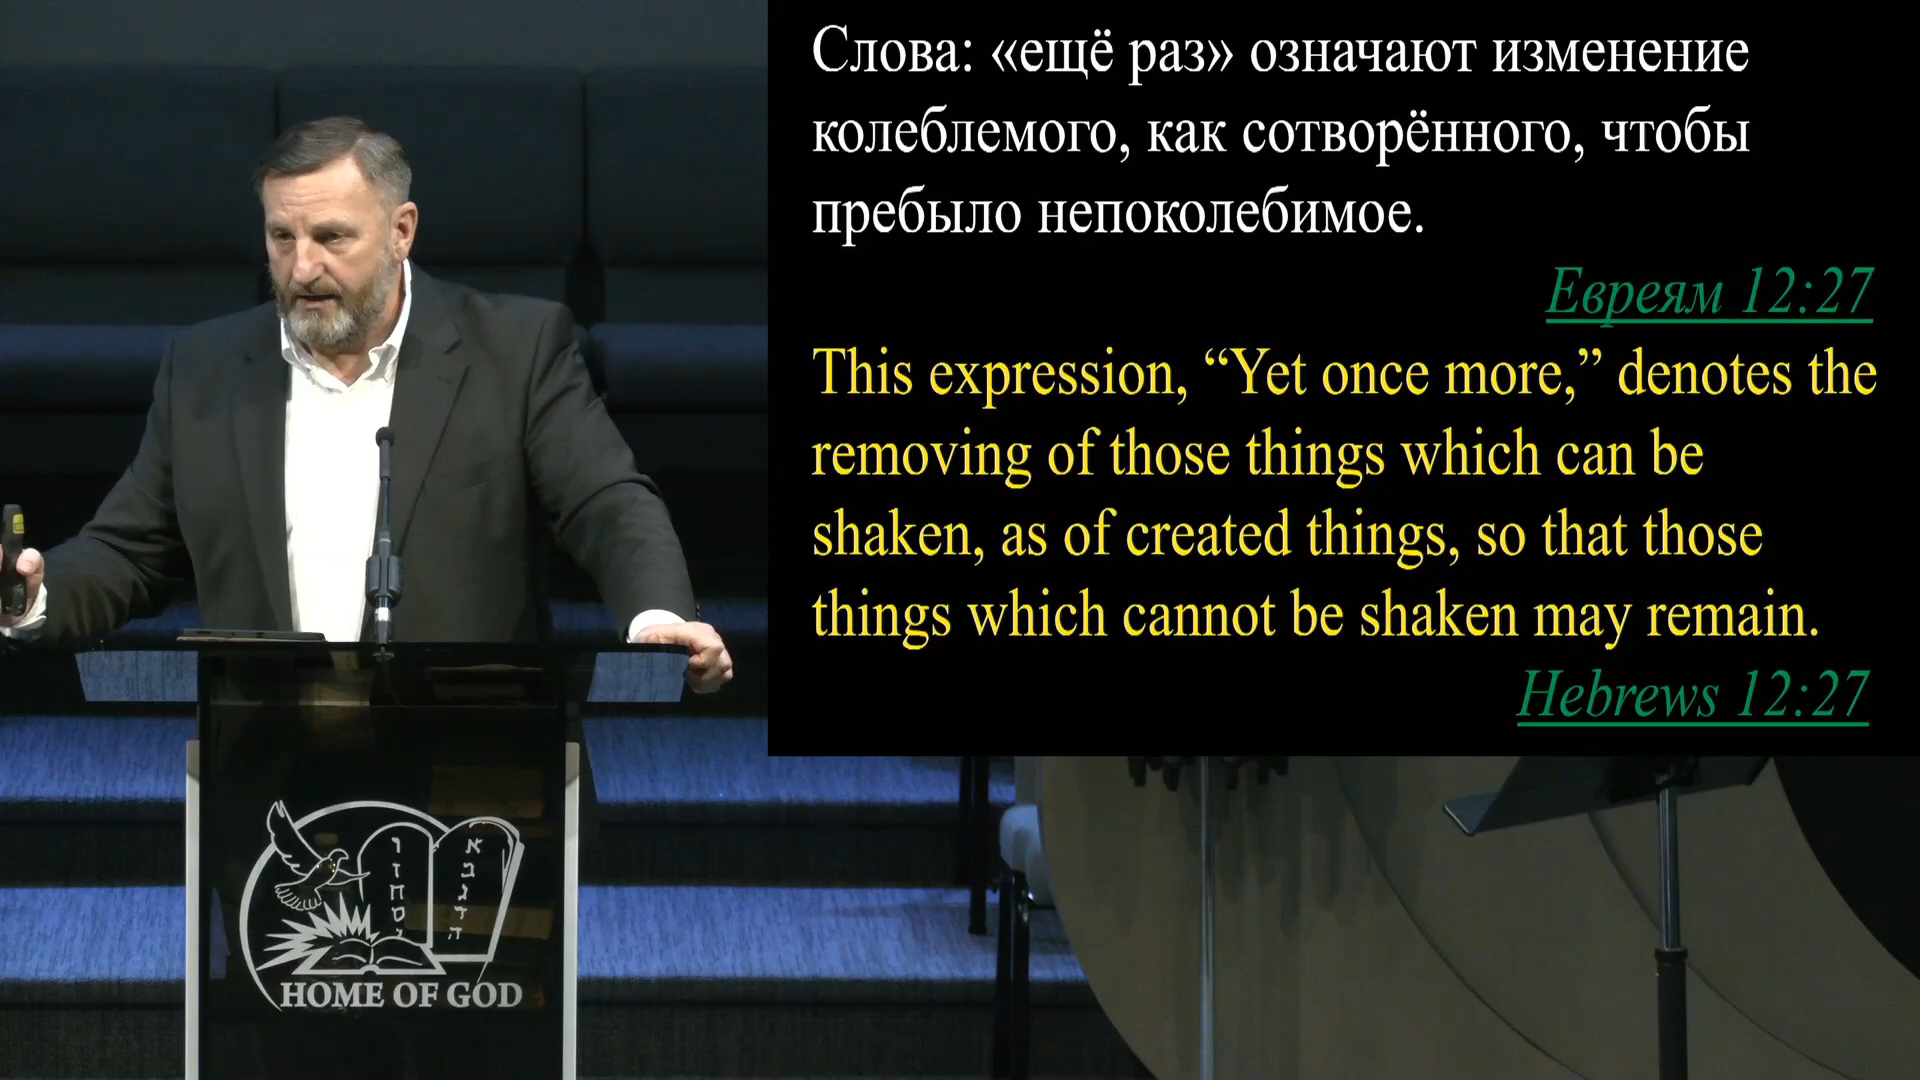 Слова: «ещё раз» означают изменение
колеблемого, как сотворённого, чтобы
пребыло непоколебимое.
Евреям 12:27
This expression, “Yet once more,” denotes the
removing of those things which can be
shaken, as of created things, so that those
things which cannot be shaken may remain.
Hebrews 12:27
ו א
ז ב
ח ג
ט ד
י ה
HOME OF GOD